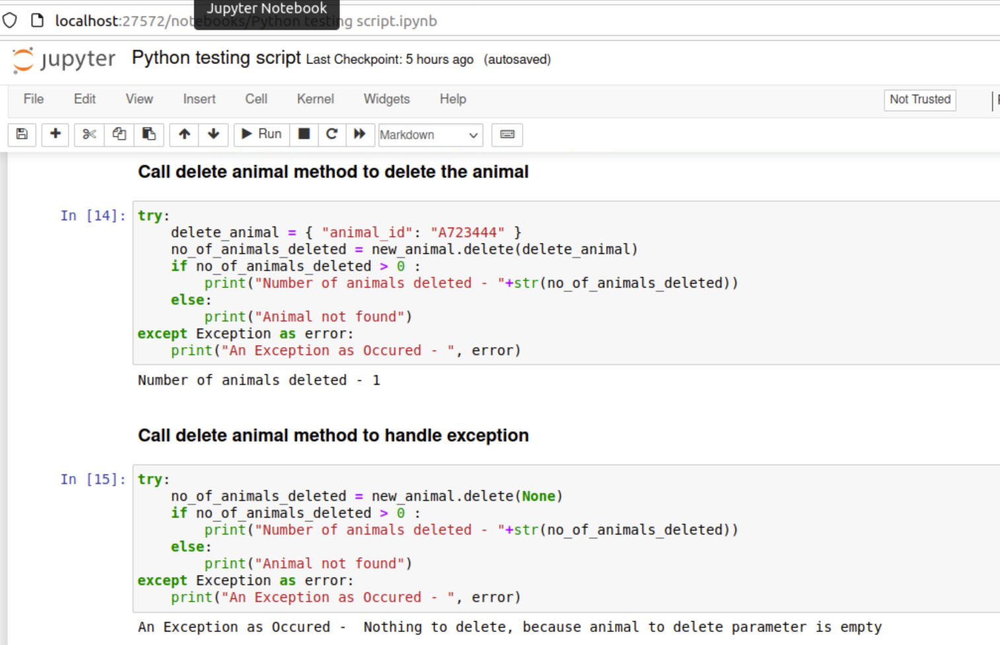 Jupyter Notebook
localhost:27572/notebooks/Python testing script.ipynb
jupyter Python testing script Last Checkpoint: 5 hours ago (autosaved)
File Edit View Insert Cell Kernel Widgets Help Not Trusted
Run Markdown
Call delete animal method to delete the animal
In [14]: try:
    delete_animal = { "animal_id": "A723444" }
    no_of_animals_deleted = new_animal.delete(delete_animal)
    if no_of_animals_deleted > 0 :
        print("Number of animals deleted - "+str(no_of_animals_deleted))
    else:
        print("Animal not found")
except Exception as error:
    print("An Exception as Occured - ", error)
Number of animals deleted - 1
Call delete animal method to handle exception
In [15]: try:
    no_of_animals_deleted = new_animal.delete(None)
    if no_of_animals_deleted > 0 :
        print("Number of animals deleted - "+str(no_of_animals_deleted))
    else:
        print("Animal not found")
except Exception as error:
    print("An Exception as Occured - ", error)
An Exception as Occured -  Nothing to delete, because animal to delete parameter is empty